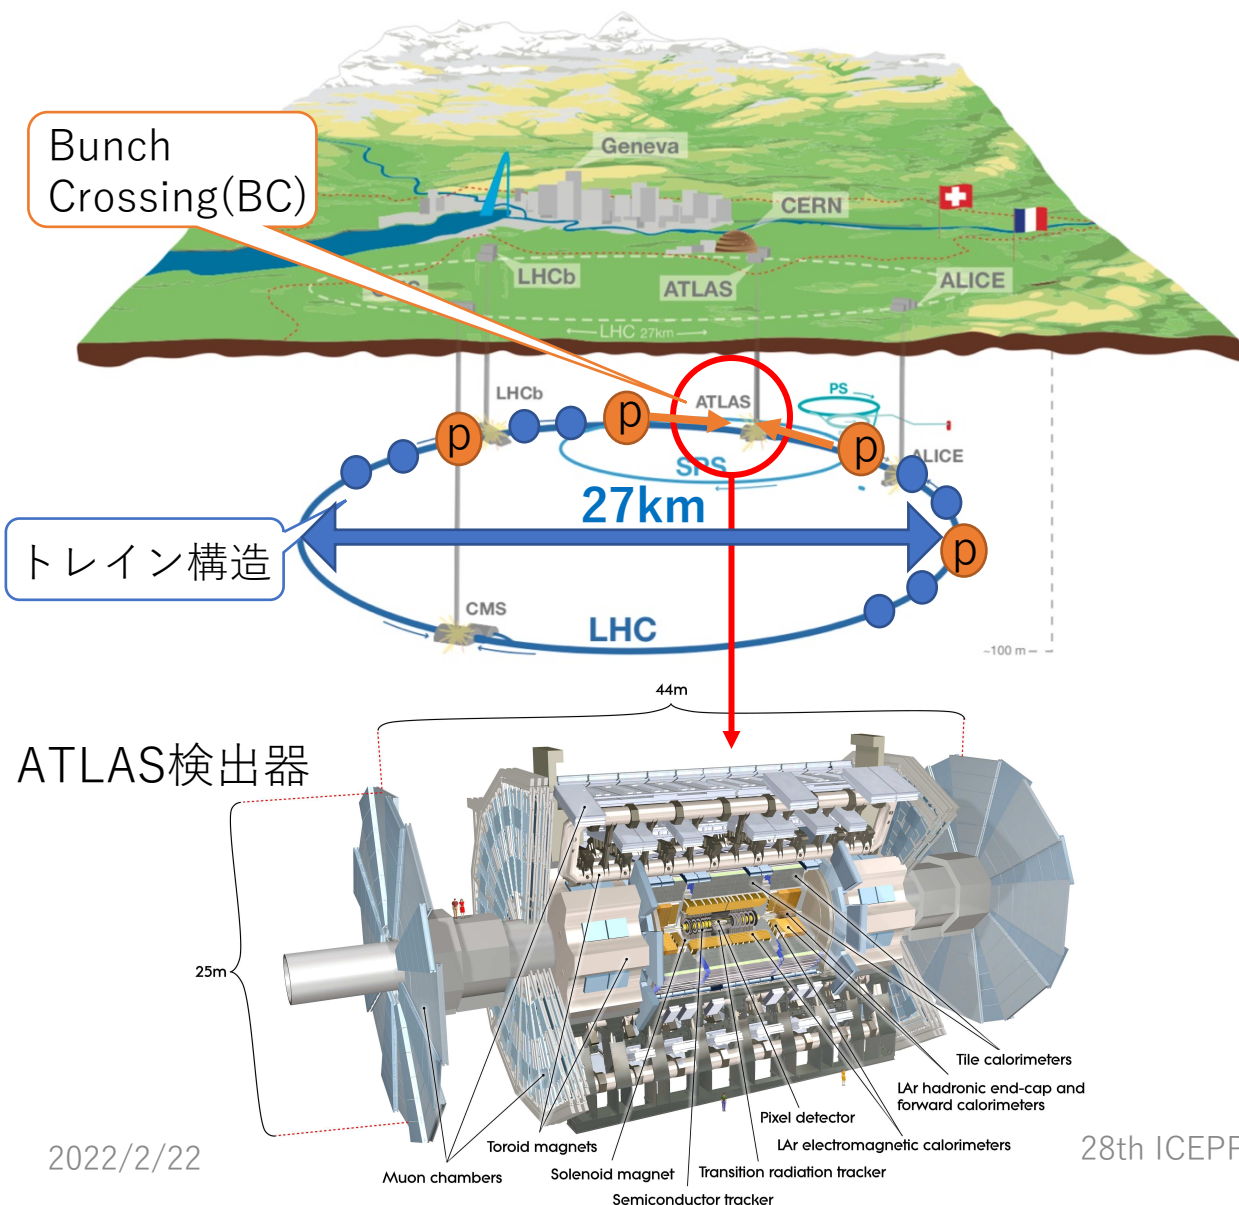 Bunch
Crossing(BC)
Geneva
CERN
LHCb
ATLAS
ALICE
CMS
LHC 27km
LHCb
ATLAS
PS
p
p
p
ALICE
SPS
27km
p
トレイン構造
CMS
LHC
~100 m
44m
ATLAS検出器
25m
Tile calorimeters
LAr hadronic end-cap and
forward calorimeters
Pixel detector
LAr electromagnetic calorimeters
Toroid magnets
Muon chambers
Solenoid magnet
Transition radiation tracker
Semiconductor tracker
2022/2/22
28th ICEPP